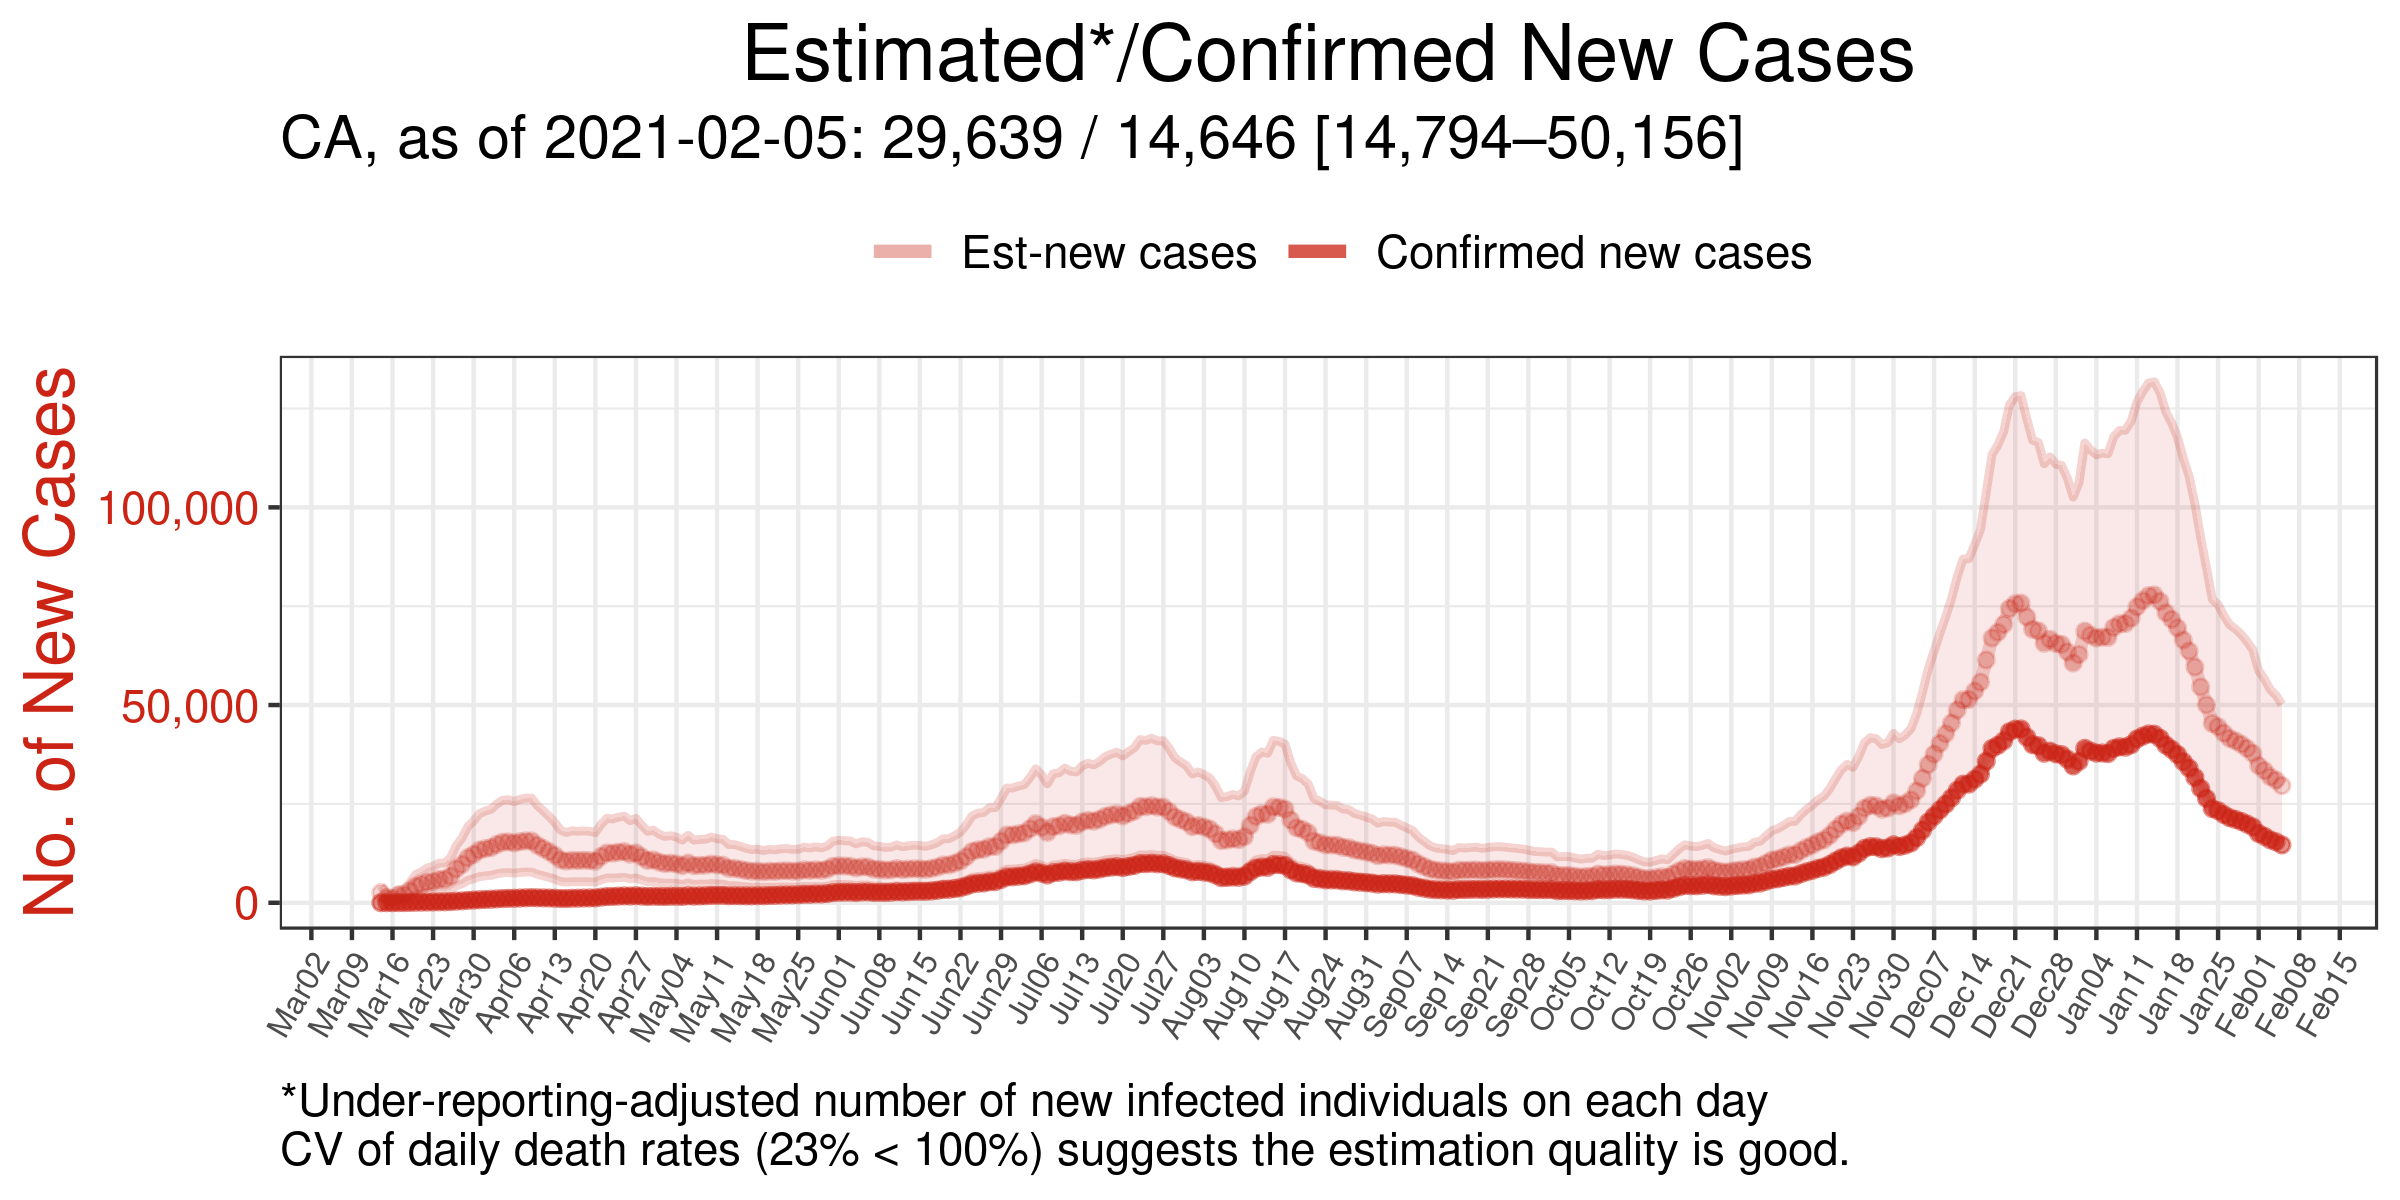 Estimated*/Confirmed New Cases
CA, as of 2021-02-05: 29,639 / 14,646 [14,794–50,156]
Est-new cases Confirmed new cases
No. of New Cases
100,000
50,000
0
Mar02 Mar09 Mar16 Mar23 Mar30 Apr06 Apr13 Apr20 Apr27 May04 May11 May18 May25 Jun01 Jun08 Jun15 Jun22 Jun29 Jul06 Jul13 Jul20 Jul27 Aug03 Aug10 Aug17 Aug24 Aug31 Sep07 Sep14 Sep21 Sep28 Oct05 Oct12 Oct19 Oct26 Nov02 Nov09 Nov16 Nov23 Nov30 Dec07 Dec14 Dec21 Dec28 Jan04 Jan11 Jan18 Jan25 Feb01 Feb08 Feb15
*Under-reporting-adjusted number of new infected individuals on each day
CV of daily death rates (23% < 100%) suggests the estimation quality is good.